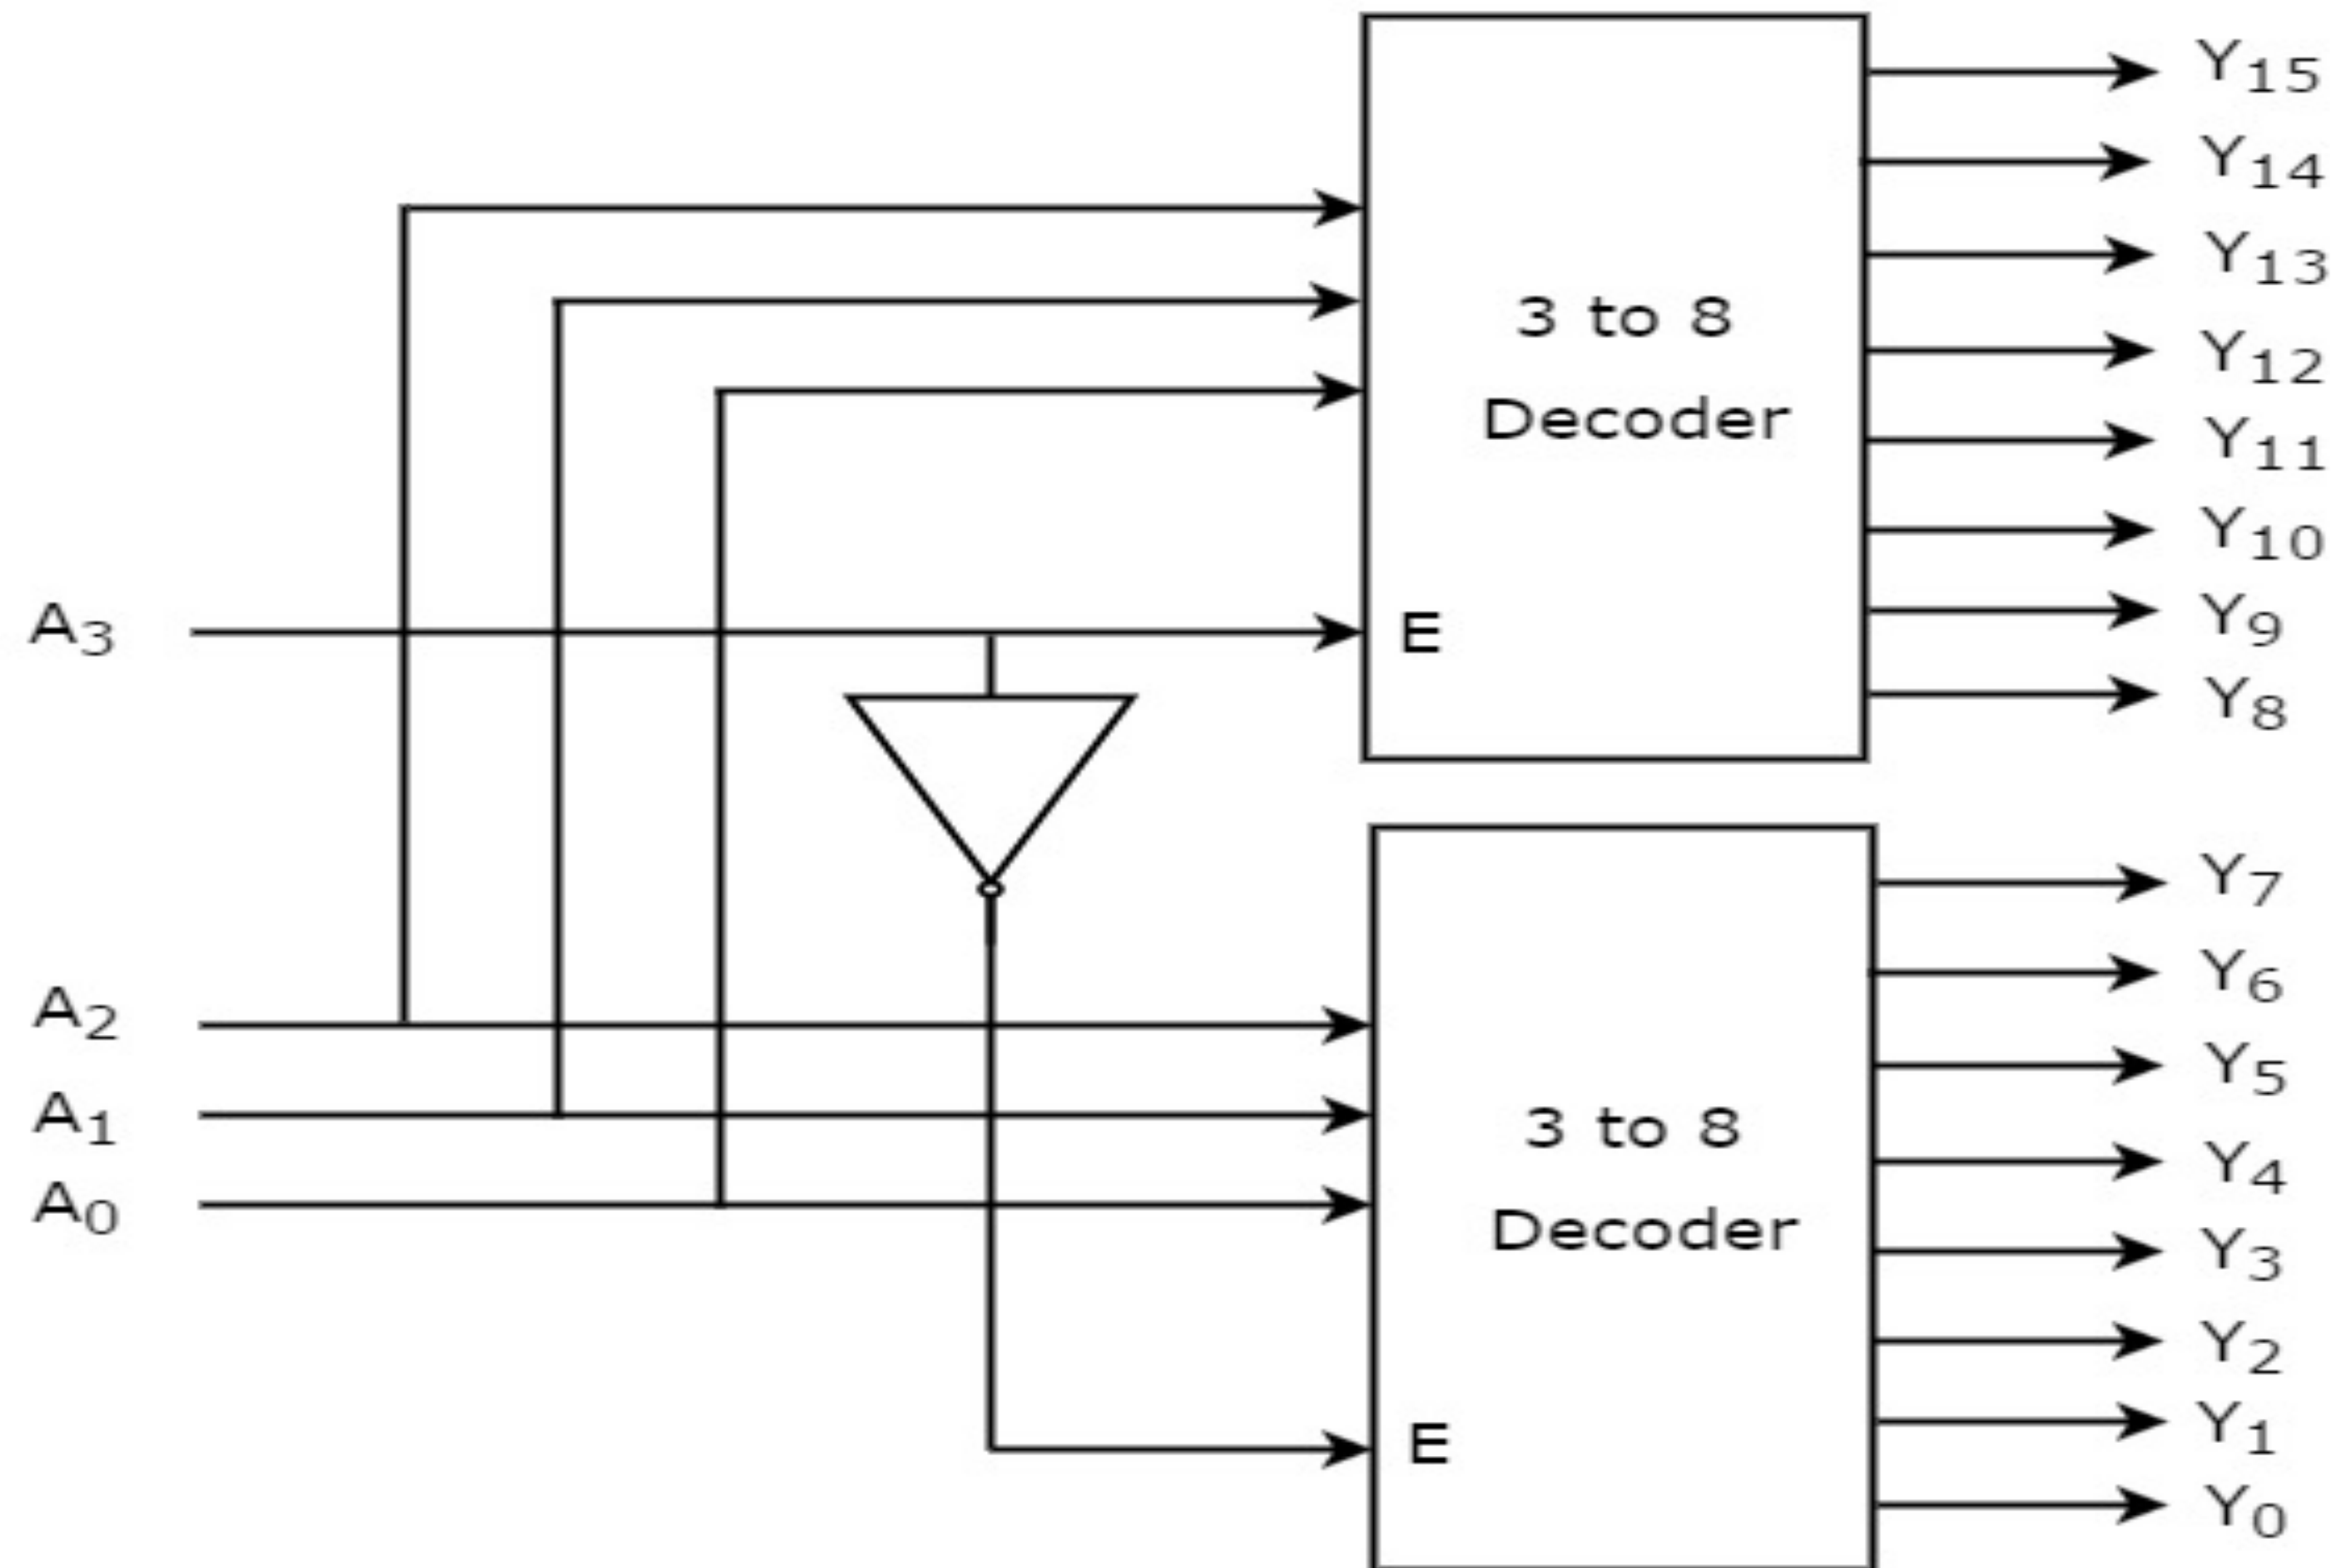 Y15
Y14
Y13
3 to 8
Y12
Decoder
Y11
Y10
A3
E
Y9
Y8
Y7
Y6
A2
Y5
A1
3 to 8
Y4
A0
Decoder
Y3
Y2
E
Y1
Y0